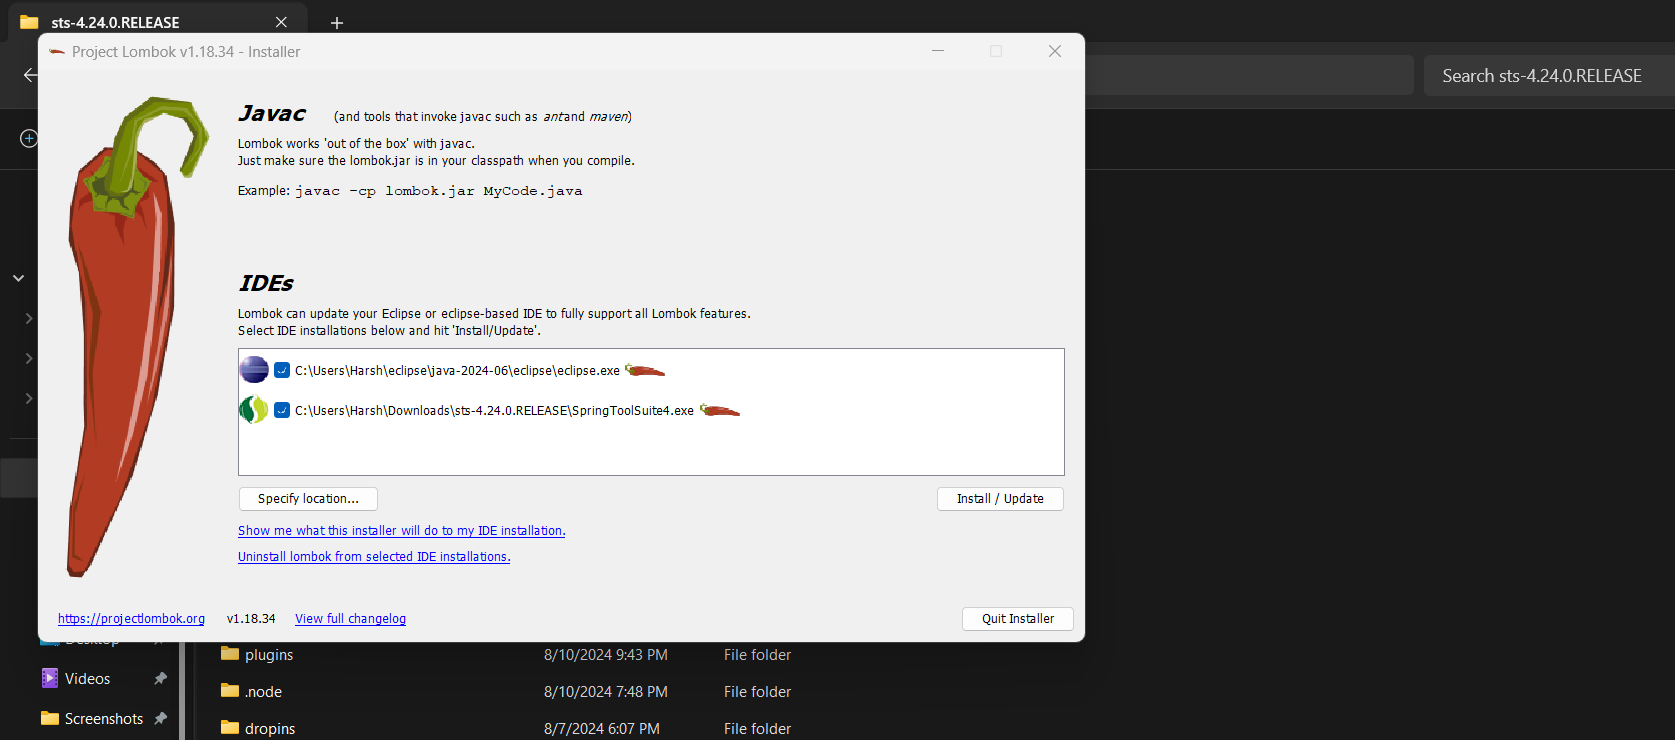 sts-4.24.0.RELEASE
Search sts-4.24.0.RELEASE
Project Lombok v1.18.34 - Installer
Javac (and tools that invoke javac such as ant and maven)
Lombok works 'out of the box' with javac.
Just make sure the lombok.jar is in your classpath when you compile.
Example: javac -cp lombok.jar MyCode.java
IDEs
Lombok can update your Eclipse or eclipse-based IDE to fully support all Lombok features.
Select IDE installations below and hit 'Install/Update'.
C:\Users\Harsh\eclipse\java-2024-06\eclipse\eclipse.exe
C:\Users\Harsh\Downloads\sts-4.24.0.RELEASE\SpringToolSuite4.exe
Specify location...
Install / Update
Show me what this installer will do to my IDE installation.
Uninstall lombok from selected IDE installations.
https://projectlombok.org v1.18.34 View full changelog
Quit Installer
Desktop
plugins 8/10/2024 9:43 PM File folder
Videos
.node 8/10/2024 7:48 PM File folder
Screenshots
dropins 8/7/2024 6:07 PM File folder